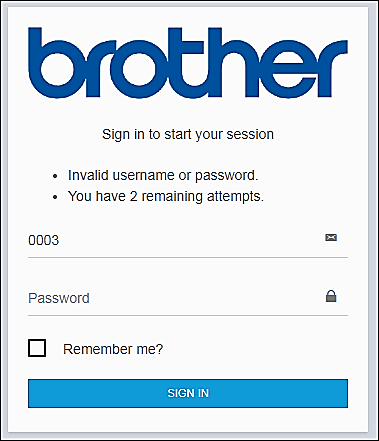 brother
Sign in to start your session
• Invalid username or password.
• You have 2 remaining attempts.
0003
Password
Remember me?
SIGN IN